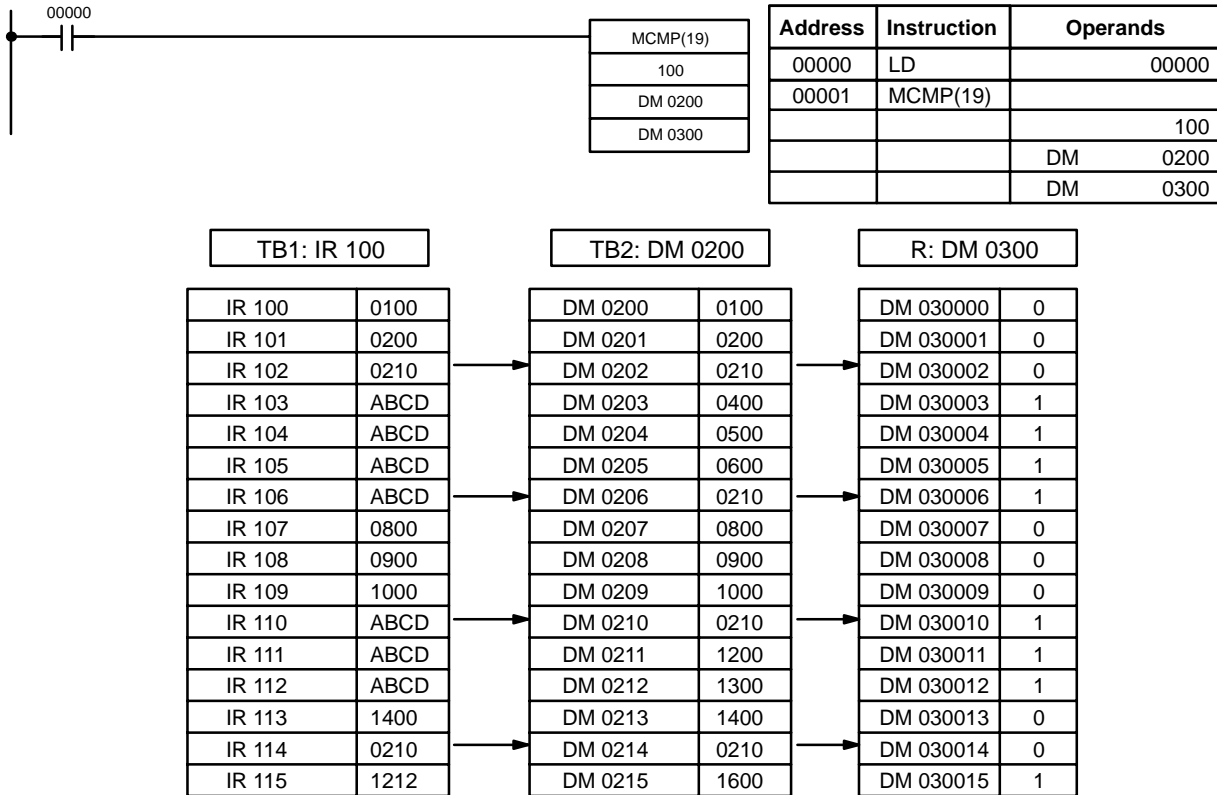 00000
MCMP(19)
100
DM 0200
DM 0300
Address Instruction Operands
00000 LD 00000
00001 MCMP(19)
100
DM 0200
DM 0300
TB1: IR 100 TB2: DM 0200 R: DM 0300
IR 100 0100 DM 0200 0100 DM 030000 0
IR 101 0200 DM 0201 0200 DM 030001 0
IR 102 0210 DM 0202 0210 DM 030002 0
IR 103 ABCD DM 0203 0400 DM 030003 1
IR 104 ABCD DM 0204 0500 DM 030004 1
IR 105 ABCD DM 0205 0600 DM 030005 1
IR 106 ABCD DM 0206 0210 DM 030006 1
IR 107 0800 DM 0207 0800 DM 030007 0
IR 108 0900 DM 0208 0900 DM 030008 0
IR 109 1000 DM 0209 1000 DM 030009 0
IR 110 ABCD DM 0210 0210 DM 030010 1
IR 111 ABCD DM 0211 1200 DM 030011 1
IR 112 ABCD DM 0212 1300 DM 030012 1
IR 113 1400 DM 0213 1400 DM 030013 0
IR 114 0210 DM 0214 0210 DM 030014 0
IR 115 1212 DM 0215 1600 DM 030015 1